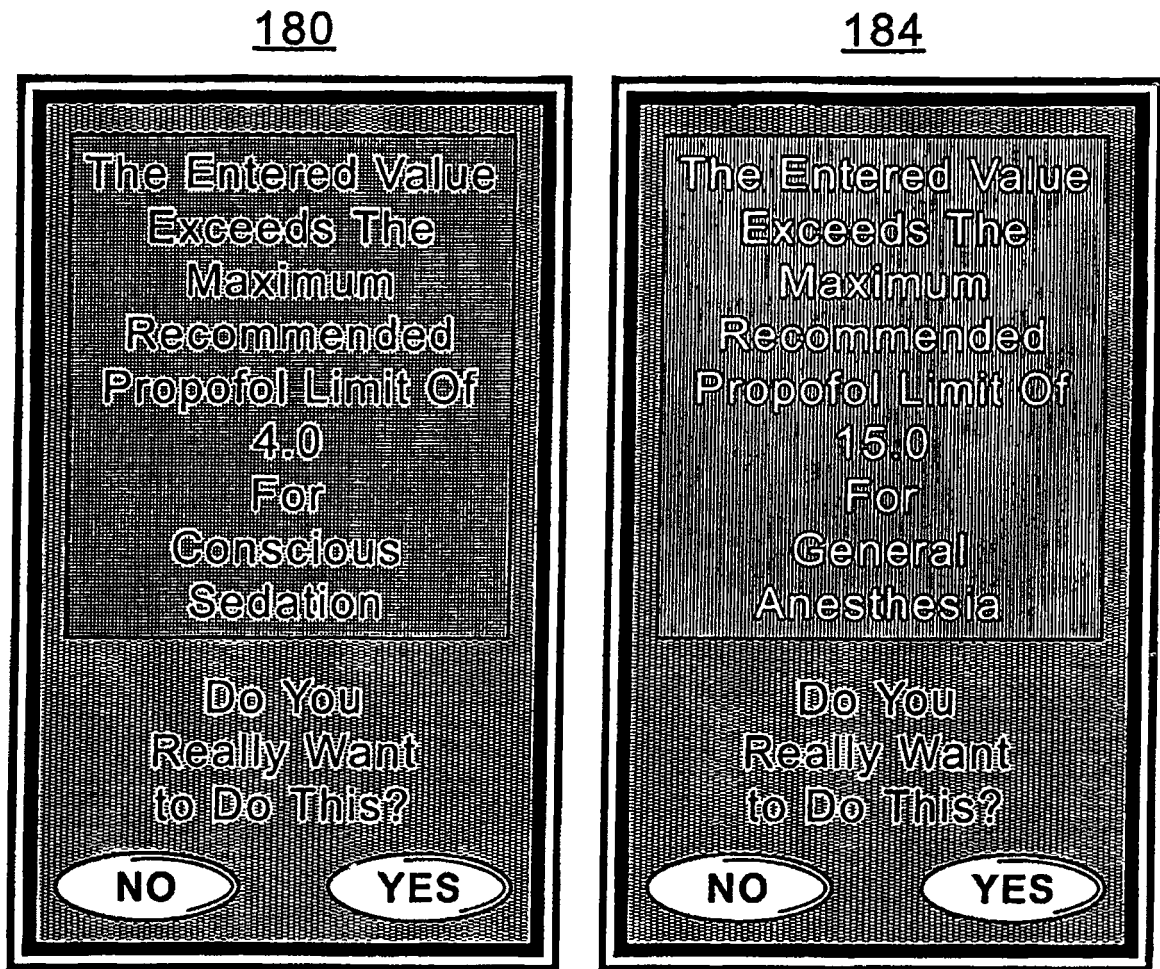 180
The Entered Value
Exceeds The
Maximum
Recommended
Propofol Limit Of
4.0
For
Conscious
Sedation
Do You
Really Want
to Do This?
NO YES
184
The Entered Value
Exceeds The
Maximum
Recommended
Propofol Limit Of
15.0
For
General
Anesthesia
Do You
Really Want
to Do This?
NO YES